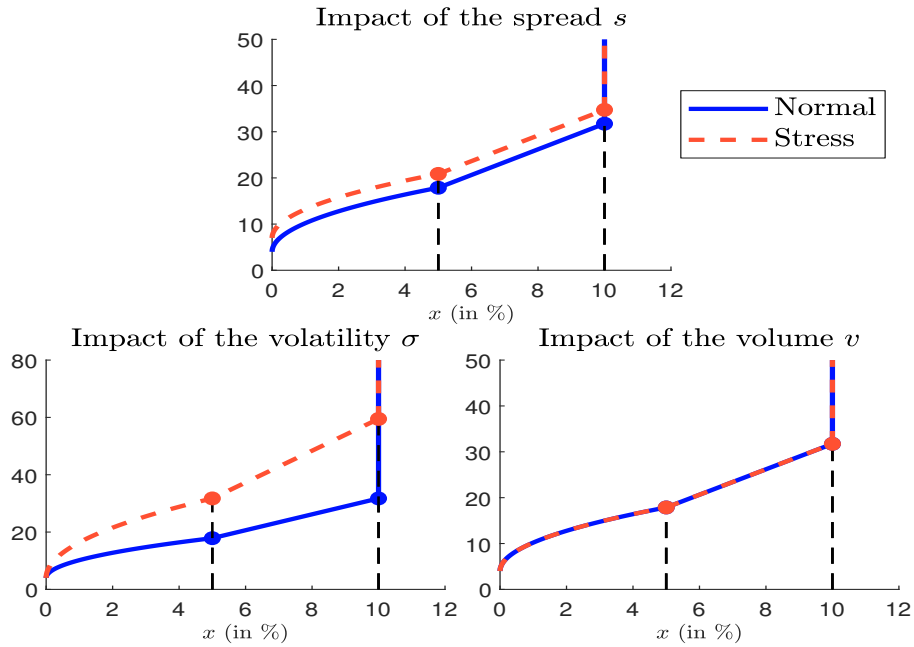 Impact of the spread s
50
40
30
20
10
0
0 2 4 6 8 10 12
x (in %)
Normal
Stress
Impact of the volatility σ
80
60
40
20
0
0 2 4 6 8 10 12
x (in %)
Impact of the volume v
50
40
30
20
10
0
0 2 4 6 8 10 12
x (in %)